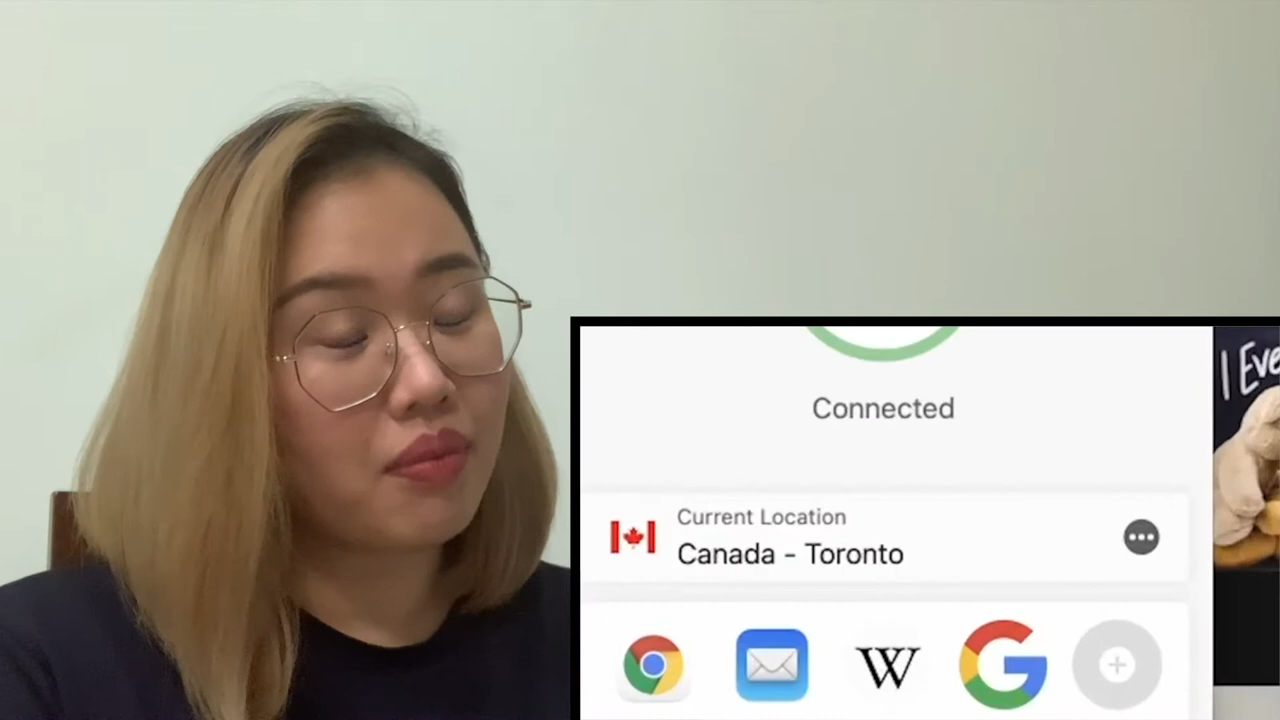 I Eve
Connected
Current Location
Canada - Toronto
W
G